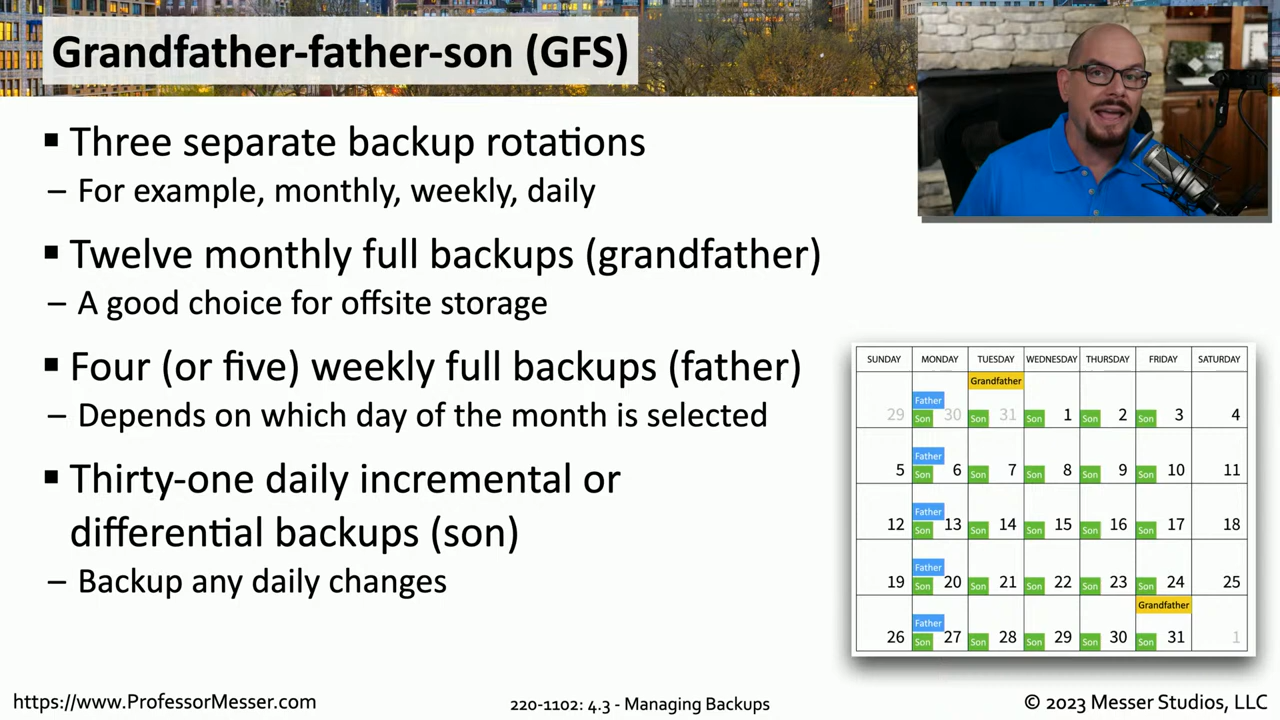 Grandfather-father-son (GFS)
▪ Three separate backup rotations
– For example, monthly, weekly, daily
▪ Twelve monthly full backups (grandfather)
– A good choice for offsite storage
▪ Four (or five) weekly full backups (father)
– Depends on which day of the month is selected
▪ Thirty-one daily incremental or
differential backups (son)
– Backup any daily changes
SUNDAY MONDAY TUESDAY WEDNESDAY THURSDAY FRIDAY SATURDAY
Grandfather
Father
29 Son 30 Son 31 Son 1 Son 2 Son 3 4
Father
5 Son 6 Son 7 Son 8 Son 9 Son 10 11
Father
12 Son 13 Son 14 Son 15 Son 16 Son 17 18
Father
19 Son 20 Son 21 Son 22 Son 23 Son 24 25
Grandfather
Father
26 Son 27 Son 28 Son 29 Son 30 Son 31 1
https://www.ProfessorMesser.com
220-1102: 4.3 - Managing Backups
© 2023 Messer Studios, LLC